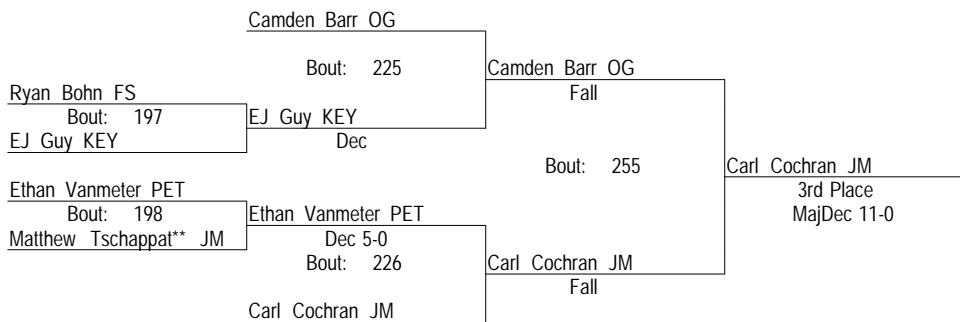 Camden Barr OG
Bout: 225
Camden Barr OG
Fall
Ryan Bohn FS
Bout: 197
EJ Guy KEY
EJ Guy KEY
Dec
Bout: 255
Carl Cochran JM
3rd Place
MajDec 11-0
Ethan Vanmeter PET
Bout: 198
Matthew Tschappat** JM
Ethan Vanmeter PET
Dec 5-0
Bout: 226
Carl Cochran JM
Fall
Carl Cochran JM